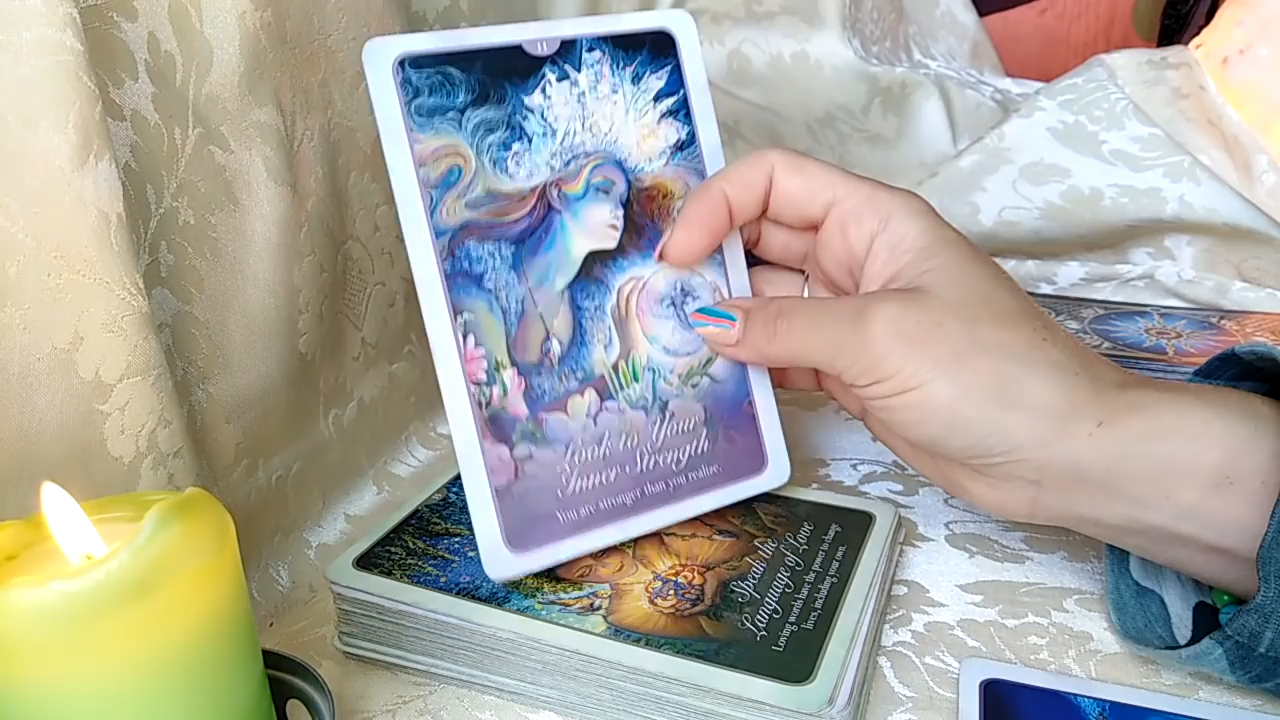 11
Look to Your
Inner Strength
You are stronger than you realize.
Speak the
Language of Love
Loving words have the power to change
lives, including your own.